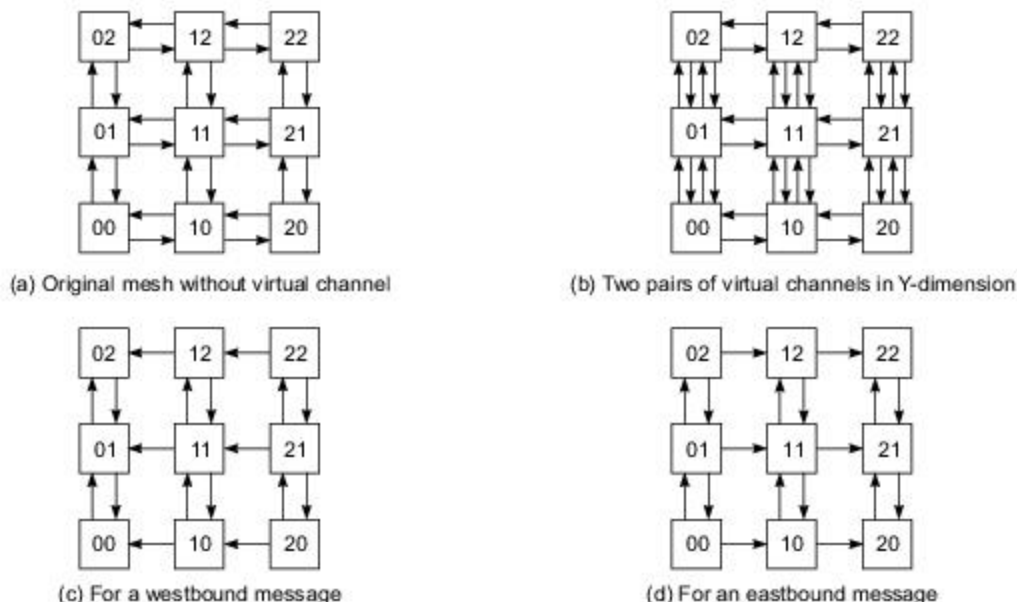 02 12 22
01 11 21
00 10 20
(a) Original mesh without virtual channel
02 12 22
01 11 21
00 10 20
(b) Two pairs of virtual channels in Y-dimension
02 12 22
01 11 21
00 10 20
(c) For a westbound message
02 12 22
01 11 21
00 10 20
(d) For an eastbound message